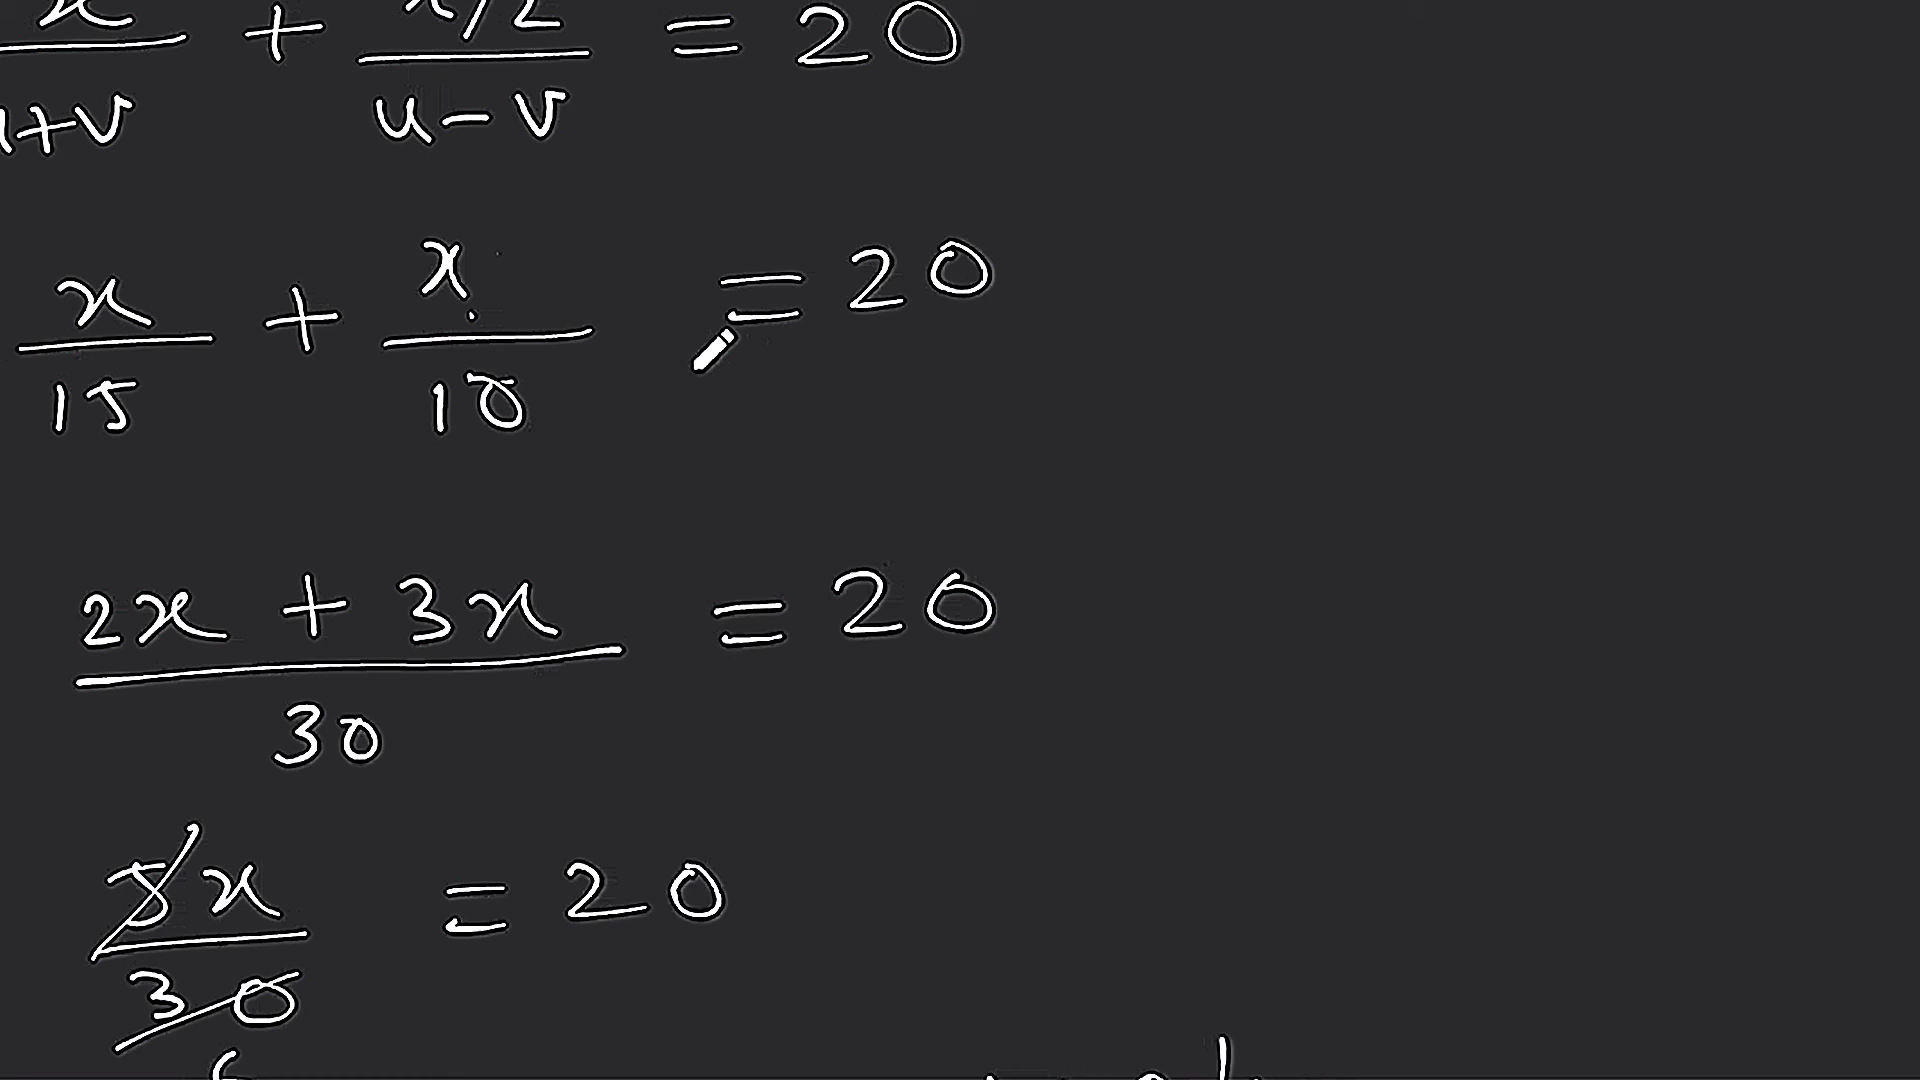 x/(u+v) + (x/2)/(u-v) = 20
x/15 + x/10 = 20
(2x + 3x)/30 = 20
5x/30 = 20